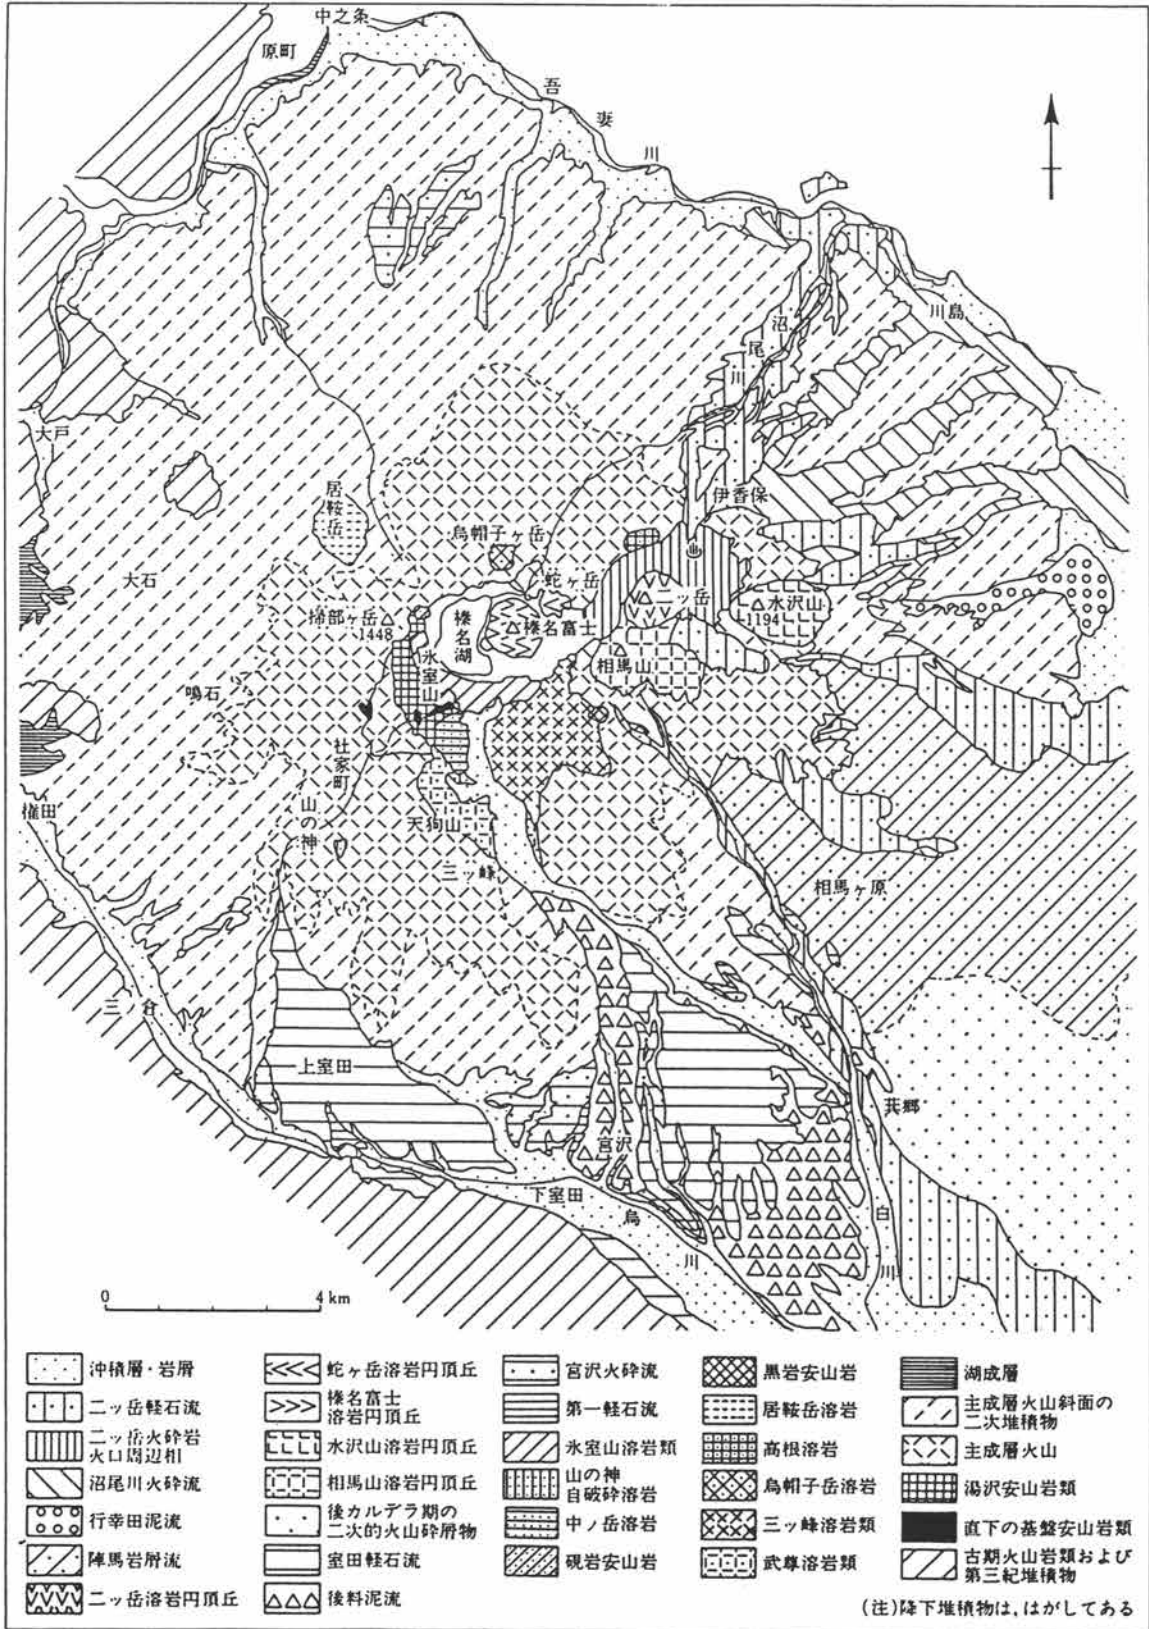 中之条
原町
吾
妻
川
川島
沼
尾
川
大戸
伊香保
居鞍岳
烏帽子ヶ岳
蛇ヶ岳
大石
二ッ岳
水沢山
1194
掃部ヶ岳
1448
榛名湖
榛名富士
氷室山
相馬山
鳴石
社家町
権田
山の神
天狗山
三ッ峰
相馬ヶ原
三
倉
上室田
宮沢
下室田
烏
川
白
川
0
4 km
沖積層・岩屑
二ッ岳軽石流
二ッ岳火砕岩
火口周辺相
沼尾川火砕流
行幸田泥流
陣馬岩屑流
二ッ岳溶岩円頂丘
蛇ヶ岳溶岩円頂丘
榛名富士
溶岩円頂丘
水沢山溶岩円頂丘
相馬山溶岩円頂丘
後カルデラ期の
二次的火山砕屑物
室田軽石流
後料泥流
宮沢火砕流
第一軽石流
氷室山溶岩類
山の神
自破砕溶岩
中ノ岳溶岩
硯岩安山岩
黒岩安山岩
居鞍岳溶岩
高根溶岩
烏帽子岳溶岩
三ッ峰溶岩類
武尊溶岩類
湖成層
主成層火山斜面の
二次堆積物
主成層火山
湯沢安山岩類
直下の基盤安山岩類
古期火山岩類および
第三紀堆積物
(注)降下堆積物は,はがしてある